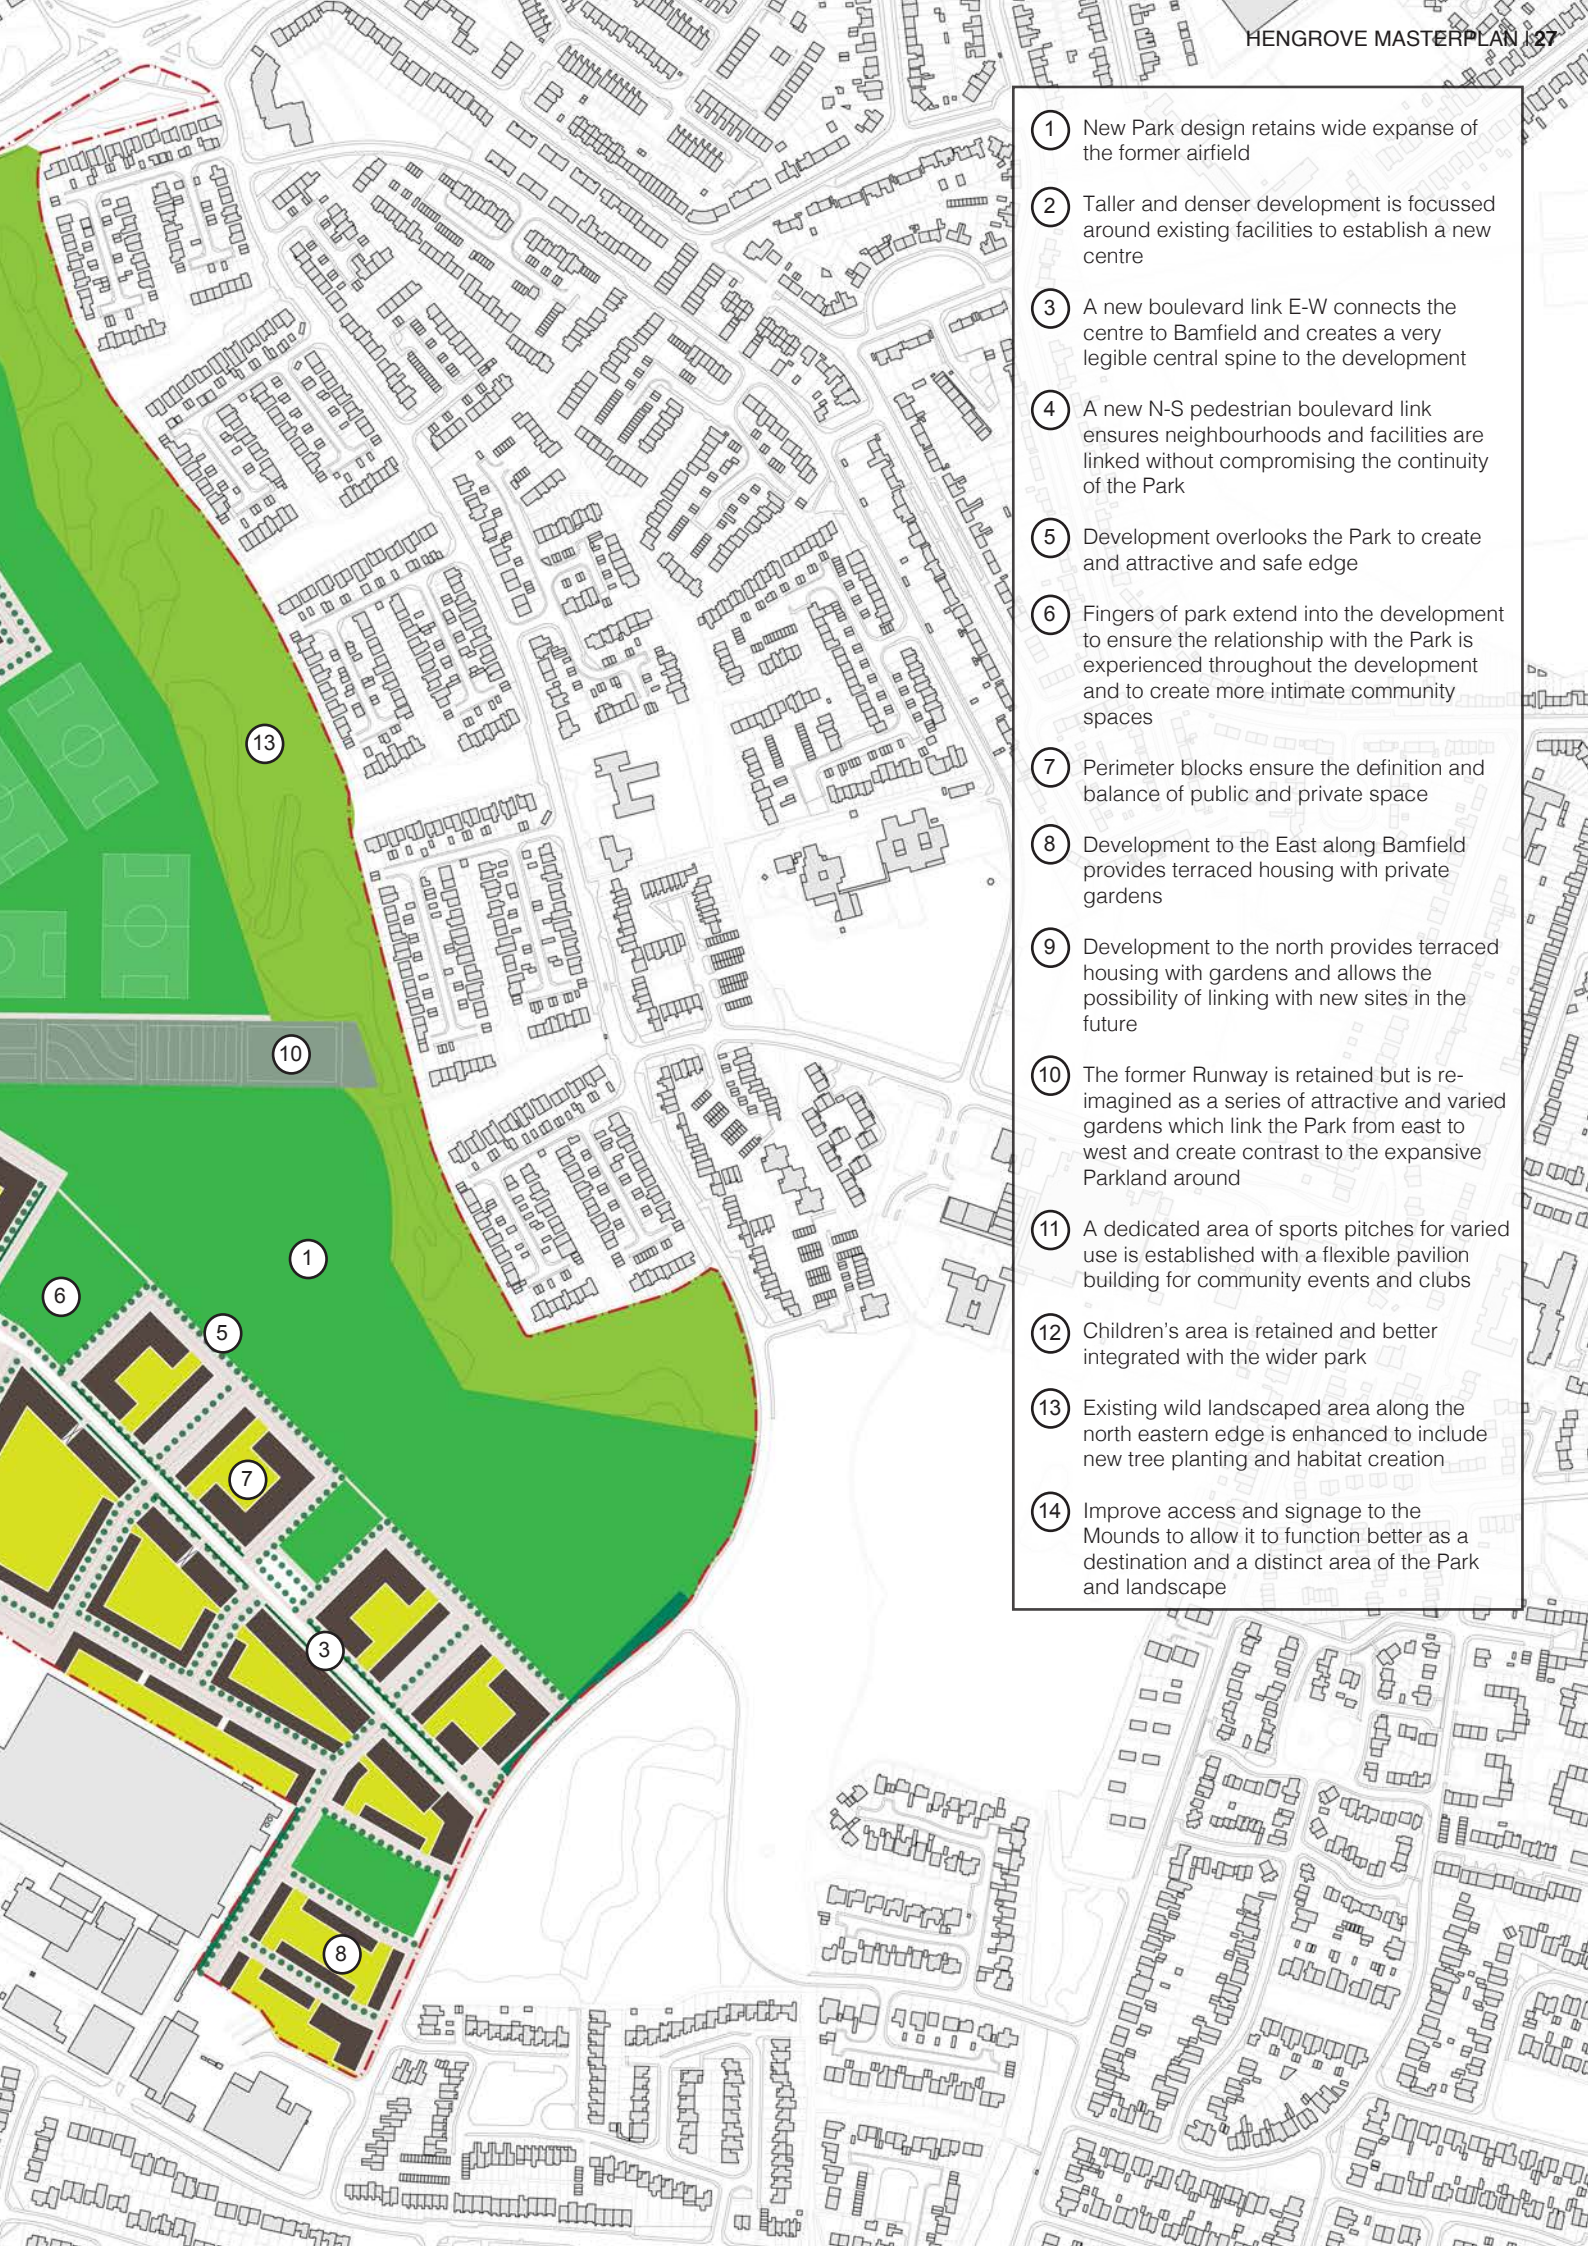 HENGROVE MASTERPLAN | 27
1 New Park design retains wide expanse of
the former airfield
2 Taller and denser development is focussed
around existing facilities to establish a new
centre
3 A new boulevard link E-W connects the
centre to Bamfield and creates a very
legible central spine to the development
4 A new N-S pedestrian boulevard link
ensures neighbourhoods and facilities are
linked without compromising the continuity
of the Park
5 Development overlooks the Park to create
and attractive and safe edge
6 Fingers of park extend into the development
to ensure the relationship with the Park is
experienced throughout the development
and to create more intimate community
spaces
7 Perimeter blocks ensure the definition and
balance of public and private space
8 Development to the East along Bamfield
provides terraced housing with private
gardens
9 Development to the north provides terraced
housing with gardens and allows the
possibility of linking with new sites in the
future
10 The former Runway is retained but is re-
imagined as a series of attractive and varied
gardens which link the Park from east to
west and create contrast to the expansive
Parkland around
11 A dedicated area of sports pitches for varied
use is established with a flexible pavilion
building for community events and clubs
12 Children's area is retained and better
integrated with the wider park
13 Existing wild landscaped area along the
north eastern edge is enhanced to include
new tree planting and habitat creation
14 Improve access and signage to the
Mounds to allow it to function better as a
destination and a distinct area of the Park
and landscape
13
10
1
6
5
7
3
8